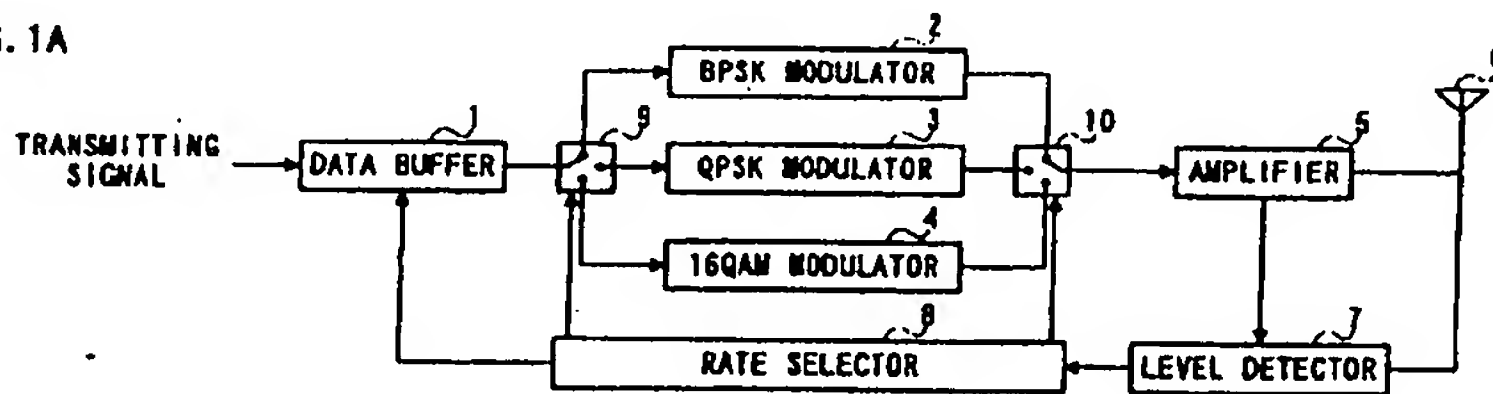 . 1A
2
BPSK MODULATOR
1
9
3
10
5
TRANSMITTING
SIGNAL
DATA BUFFER
QPSK MODULATOR
AMPLIFIER
4
16QAM MODULATOR
8
7
RATE SELECTOR
LEVEL DETECTOR